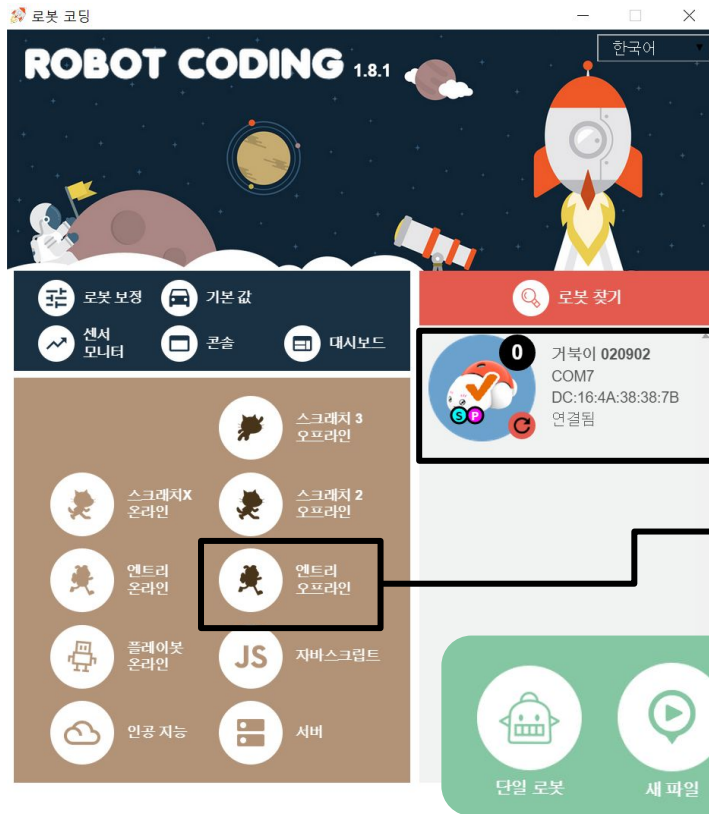 로봇 코딩
ROBOT CODING 1.8.1
한국어
로봇 보정
기본 값
센서
모니터
콘솔
대시보드
로봇 찾기
0
거북이 020902
COM7
DC:16:4A:38:38:7B
연결됨
S P
스크래치 3
오프라인
스크래치X
온라인
스크래치 2
오프라인
엔트리
온라인
엔트리
오프라인
플레이봇
온라인
JS
자바스크립트
인공 지능
서버
단일 로봇
새 파일